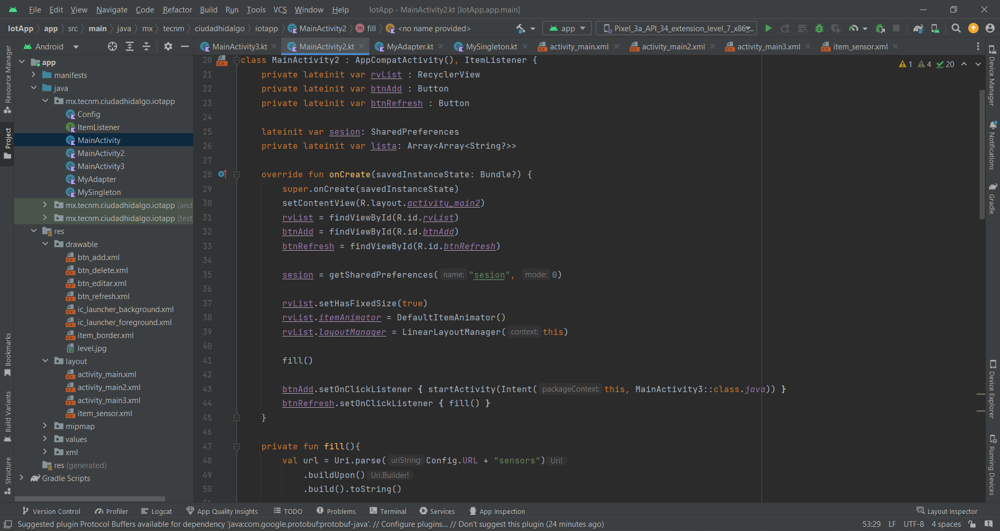 File Edit View Navigate Code Refactor Build Run Tools VCS Window Help IotApp - MainActivity2.kt [IotApp.app.main]
IotApp app src main java mx tecnm ciudadhidalgo iotapp MainActivity2 m fill <no name provided> app Pixel_3a_API_34_extension_level_7_x86...
Android MainActivity3.kt MainActivity2.kt MyAdapter.kt MySingleton.kt activity_main.xml activity_main2.xml activity_main3.xml item_sensor.xml
Resource Manager
Project
Bookmarks
Build Variants
Structure
app
manifests
java
mx.tecnm.ciudadhidalgo.iotapp
Config
ItemListener
MainActivity
MainActivity2
MainActivity3
MyAdapter
MySingleton
mx.tecnm.ciudadhidalgo.iotapp (and
mx.tecnm.ciudadhidalgo.iotapp (test
res
drawable
btn_add.xml
btn_delete.xml
btn_editar.xml
btn_refresh.xml
ic_launcher_background.xml
ic_launcher_foreground.xml
item_border.xml
level.jpg
layout
activity_main.xml
activity_main2.xml
activity_main3.xml
item_sensor.xml
mipmap
values
xml
res (generated)
Gradle Scripts
1 4 20
20 class MainActivity2 : AppCompatActivity(), ItemListener {
21 private lateinit var rvList : RecyclerView
22 private lateinit var btnAdd : Button
23 private lateinit var btnRefresh : Button
24
25 lateinit var sesion: SharedPreferences
26 private lateinit var lista: Array<Array<String?>>
27
28 override fun onCreate(savedInstanceState: Bundle?) {
29 super.onCreate(savedInstanceState)
30 setContentView(R.layout.activity_main2)
31 rvList = findViewById(R.id.rvList)
32 btnAdd = findViewById(R.id.btnAdd)
33 btnRefresh = findViewById(R.id.btnRefresh)
34
35 sesion = getSharedPreferences( name: "sesion", mode: 0)
36
37 rvList.setHasFixedSize(true)
38 rvList.itemAnimator = DefaultItemAnimator()
39 rvList.layoutManager = LinearLayoutManager( context: this)
40
41 fill()
42
43 btnAdd.setOnClickListener { startActivity(Intent( packageContext: this, MainActivity3::class.java)) }
44 btnRefresh.setOnClickListener { fill() }
45 }
46
47 private fun fill(){
48 val url = Uri.parse( uriString: Config.URL + "sensors") Uri!
49 .buildUpon() Uri.Builder!
50 .build().toString()
Device Manager
Notifications
Gradle
Device Explorer
Running Devices
Version Control Profiler Logcat App Quality Insights TODO Problems Terminal Services App Inspection Layout Inspector
Suggested plugin Protocol Buffers available for dependency 'java:com.google.protobuf:protobuf-java'. // Configure plugins... // Don't suggest this plugin (24 minutes ago) 53:29 LF UTF-8 4 spaces